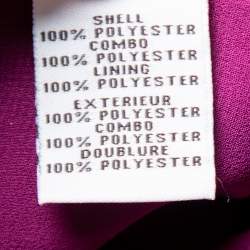 SHELL
100% POLYESTER
COMBO
100% POLYESTER
LINING
100% POLYESTER
EXTERIEUR
100% POLYESTER
COMBO
100% POLYESTER
DOUBLURE
100% POLYESTER